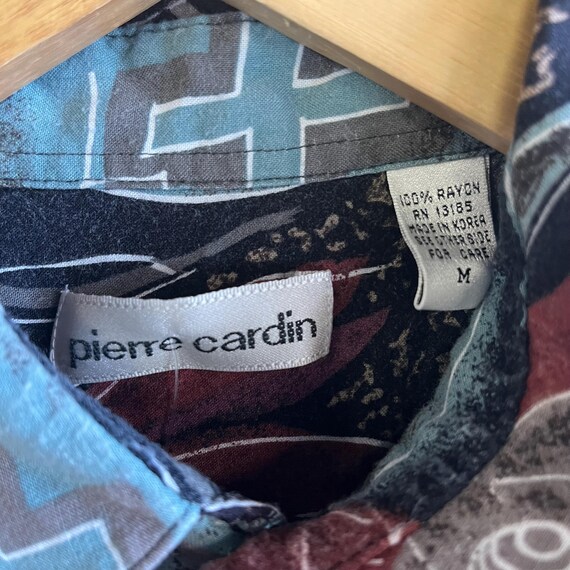 pierre cardin
100% RAYON
RN 13185
MADE IN KOREA
SEE OTHER SIDE
FOR CARE
M